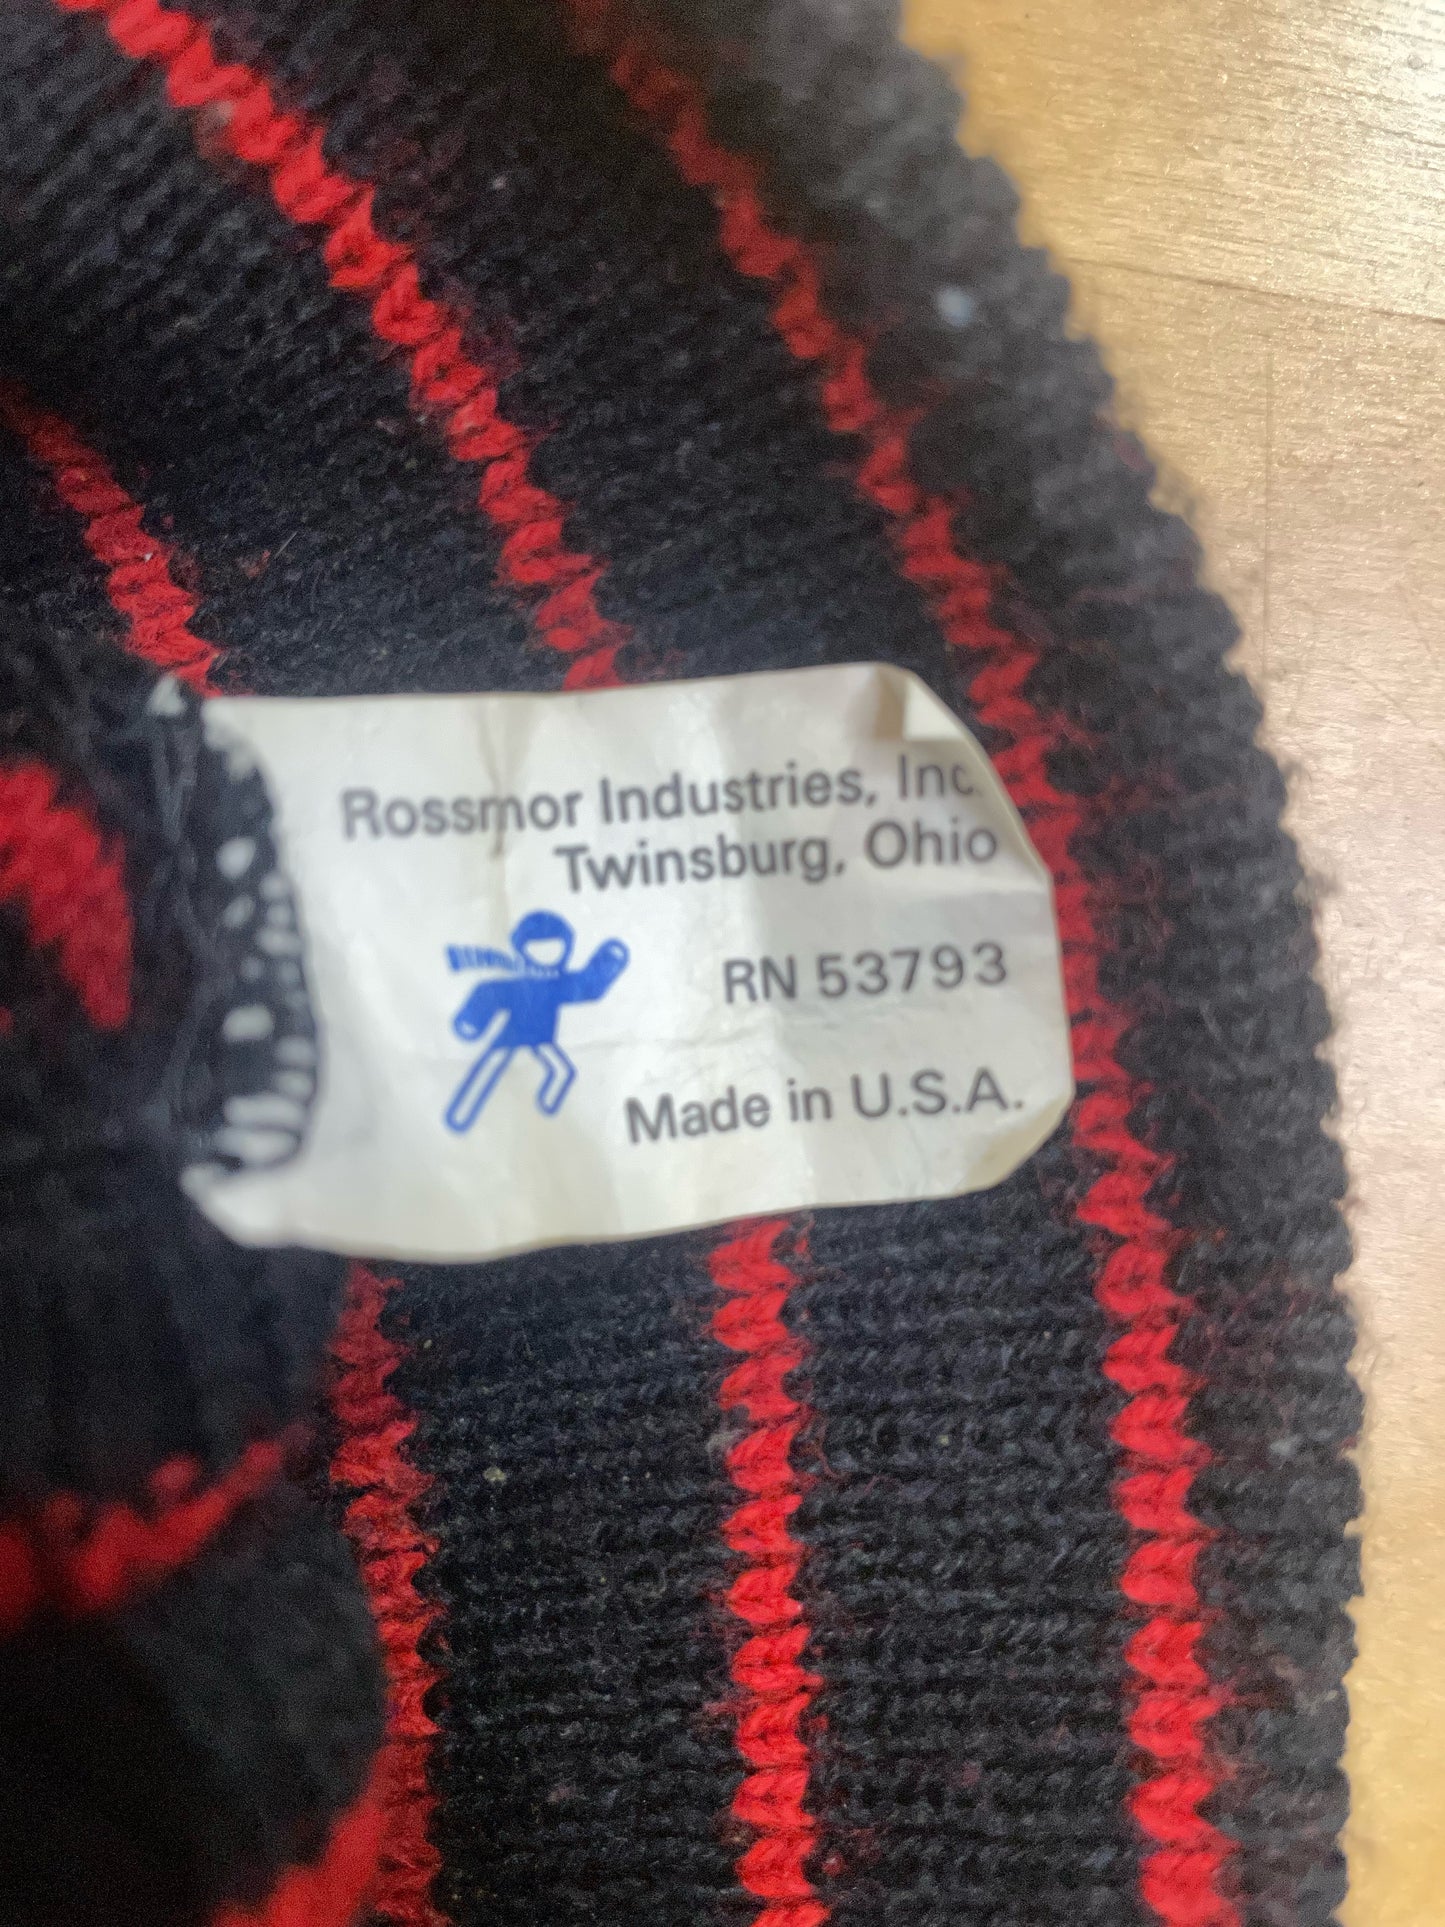 Rossmor Industries, Inc.
Twinsburg, Ohio
RN 53793
Made in U.S.A.